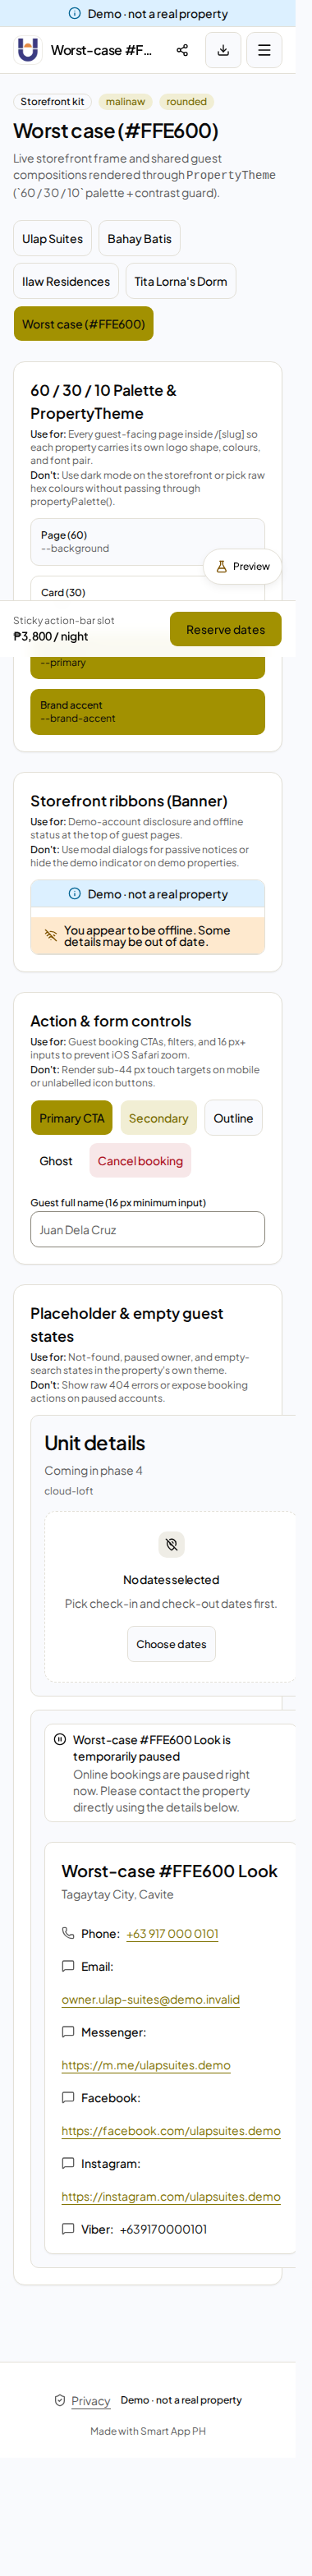 Demo · not a real property
Worst-case #F...
Storefront kit
malinaw
rounded
Worst case (#FFE600)
Live storefront frame and shared guest
compositions rendered through PropertyTheme
(`60 / 30 / 10` palette + contrast guard).
Ulap Suites
Bahay Batis
Ilaw Residences
Tita Lorna's Dorm
Worst case (#FFE600)
60 / 30 / 10 Palette &
PropertyTheme
Use for: Every guest-facing page inside /[slug] so
each property carries its own logo shape, colours,
and font pair.
Don't: Use dark mode on the storefront or pick raw
hex colours without passing through
propertyPalette().
Page (60)
--background
Preview
Card (30)
Sticky action-bar slot
₱3,800 / night
Reserve dates
--primary
Brand accent
--brand-accent
Storefront ribbons (Banner)
Use for: Demo-account disclosure and offline
status at the top of guest pages.
Don't: Use modal dialogs for passive notices or
hide the demo indicator on demo properties.
Demo · not a real property
You appear to be offline. Some
details may be out of date.
Action & form controls
Use for: Guest booking CTAs, filters, and 16 px+
inputs to prevent iOS Safari zoom.
Don't: Render sub-44 px touch targets on mobile
or unlabelled icon buttons.
Primary CTA
Secondary
Outline
Ghost
Cancel booking
Guest full name (16 px minimum input)
Juan Dela Cruz
Placeholder & empty guest
states
Use for: Not-found, paused owner, and empty-
search states in the property's own theme.
Don't: Show raw 404 errors or expose booking
actions on paused accounts.
Unit details
Coming in phase 4
cloud-loft
No dates selected
Pick check-in and check-out dates first.
Choose dates
Worst-case #FFE600 Look is
temporarily paused
Online bookings are paused right
now. Please contact the property
directly using the details below.
Worst-case #FFE600 Look
Tagaytay City, Cavite
Phone: +63 917 000 0101
Email:
owner.ulap-suites@demo.invalid
Messenger:
https://m.me/ulapsuites.demo
Facebook:
https://facebook.com/ulapsuites.demo
Instagram:
https://instagram.com/ulapsuites.demo
Viber: +639170000101
Privacy
Demo · not a real property
Made with Smart App PH